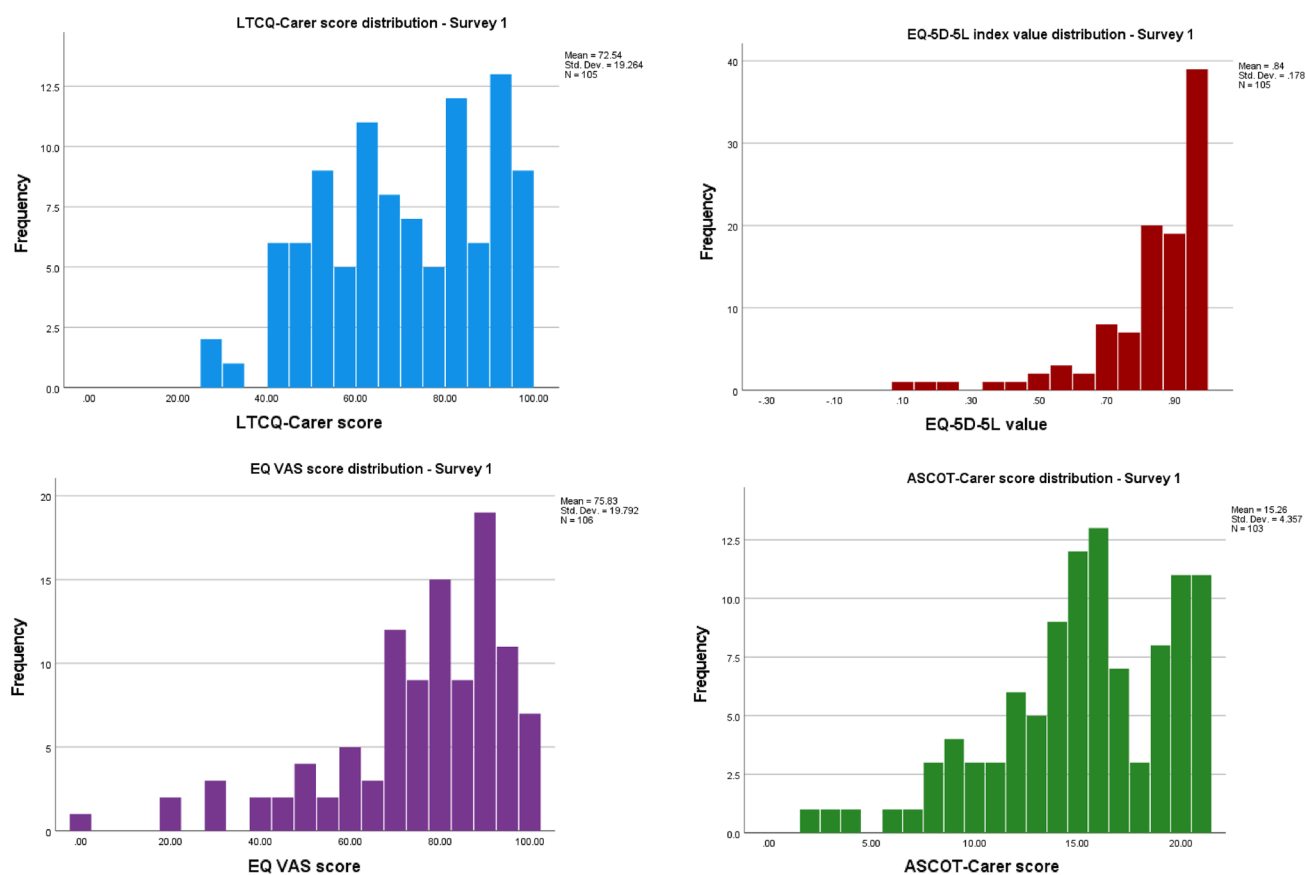 LTCQ-Carer score distribution - Survey 1
Mean = 72.54
Std. Dev. = 19.264
N = 105
Frequency
12.5
10.0
7.5
5.0
2.5
0.0
.00 20.00 40.00 60.00 80.00 100.00
LTCQ-Carer score
EQ-5D-5L index value distribution - Survey 1
Mean = .84
Std. Dev. = .178
N = 105
Frequency
40
30
20
10
0
-.30 -.10 .10 .30 .50 .70 .90
EQ-5D-5L value
EQ VAS score distribution - Survey 1
Mean = 75.83
Std. Dev. = 19.792
N = 106
Frequency
20
15
10
5
0
.00 20.00 40.00 60.00 80.00 100.00
EQ VAS score
ASCOT-Carer score distribution - Survey 1
Mean = 15.26
Std. Dev. = 4.357
N = 103
Frequency
12.5
10.0
7.5
5.0
2.5
0.0
.00 5.00 10.00 15.00 20.00
ASCOT-Carer score